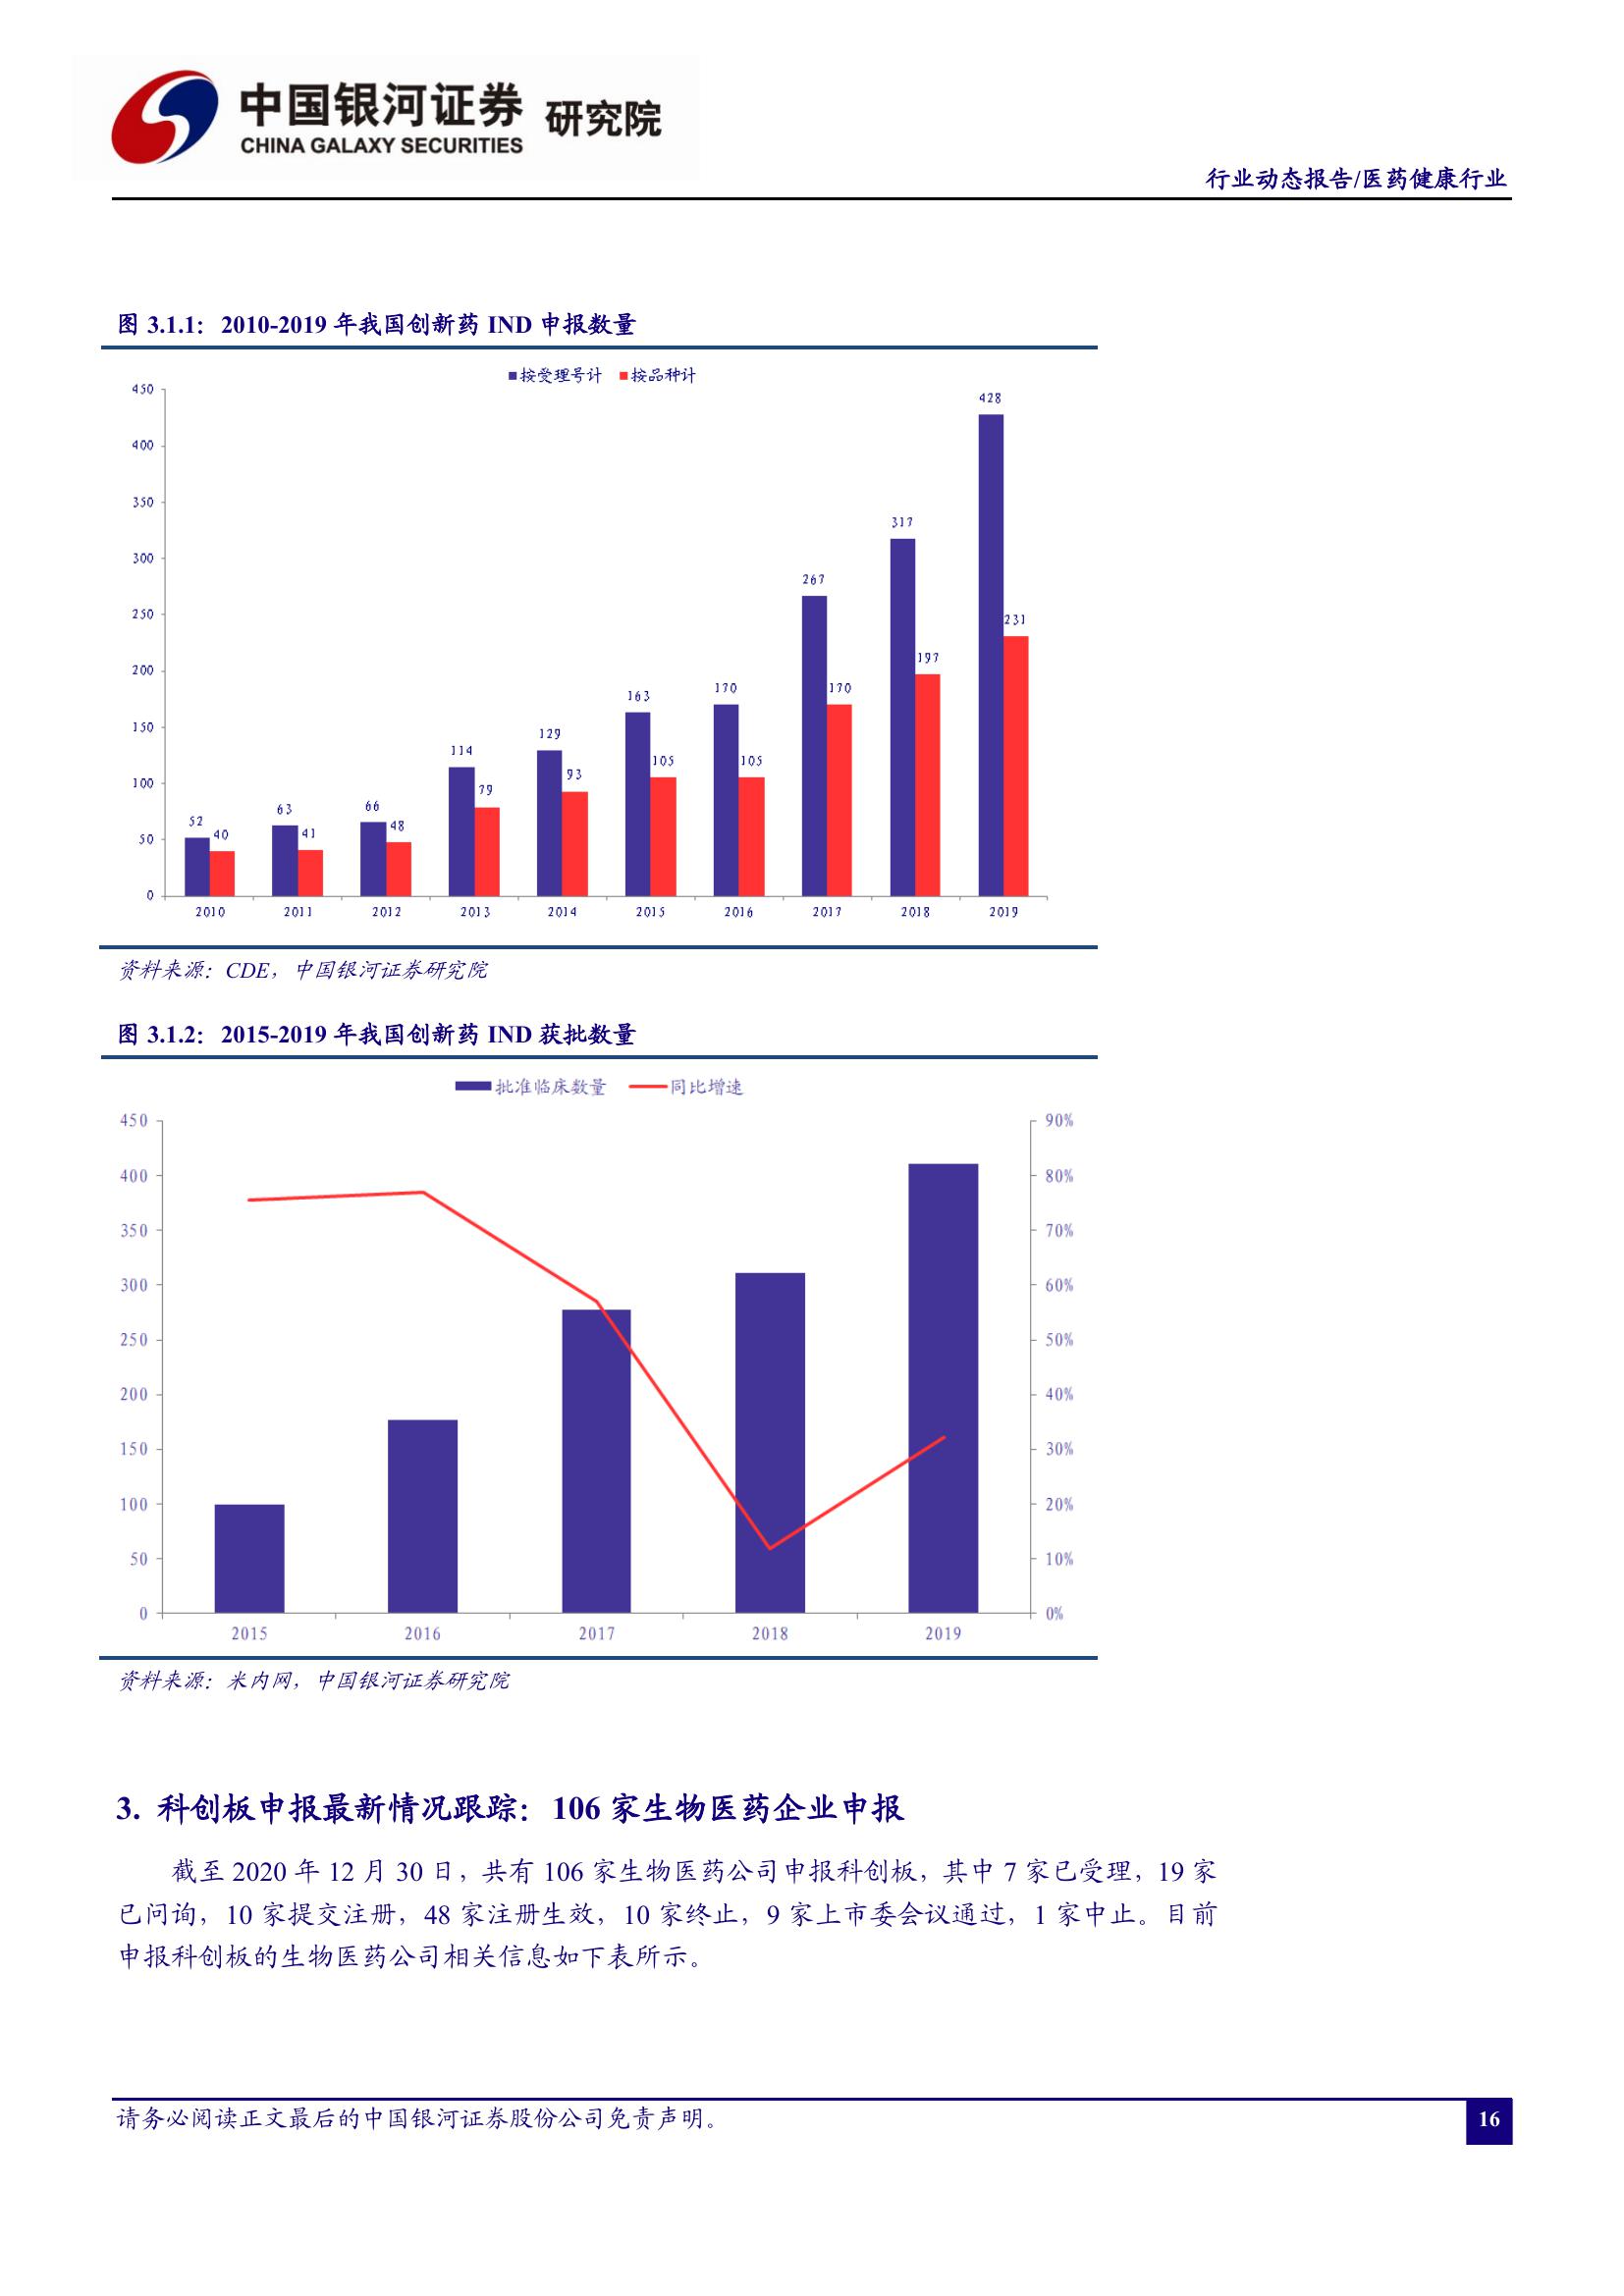 中国银河证券 研究院
CHINA GALAXY SECURITIES
行业动态报告/医药健康行业
图 3.1.1：2010-2019 年我国创新药 IND 申报数量
按受理号计 按品种计
450
400
350
300
250
200
150
100
50
0
52 40
63 41
66 48
114 79
129 93
163 105
170 105
267 170
317 197
428 231
2010 2011 2012 2013 2014 2015 2016 2017 2018 2019
资料来源：CDE，中国银河证券研究院
图 3.1.2：2015-2019 年我国创新药 IND 获批数量
批准临床数量 同比增速
450 90%
400 80%
350 70%
300 60%
250 50%
200 40%
150 30%
100 20%
50 10%
0 0%
2015 2016 2017 2018 2019
资料来源：米内网，中国银河证券研究院
3. 科创板申报最新情况跟踪：106 家生物医药企业申报
截至 2020 年 12 月 30 日，共有 106 家生物医药公司申报科创板，其中 7 家已受理，19 家
已问询，10 家提交注册，48 家注册生效，10 家终止，9 家上市委会议通过，1 家中止。目前
申报科创板的生物医药公司相关信息如下表所示。
请务必阅读正文最后的中国银河证券股份公司免责声明。
16